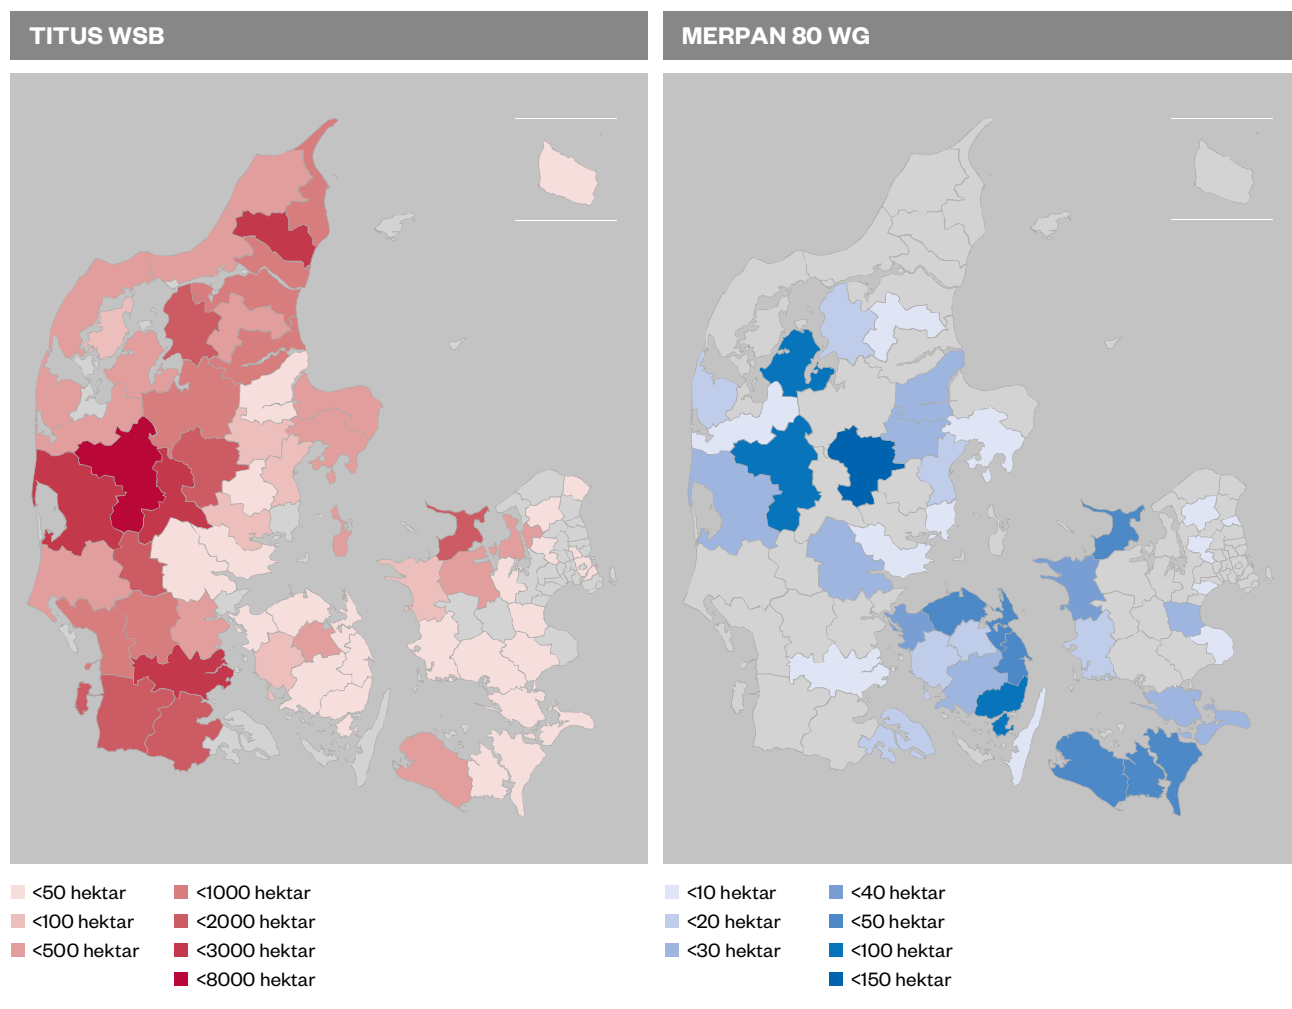 TITUS WSB
<50 hektar
<100 hektar
<500 hektar
<1000 hektar
<2000 hektar
<3000 hektar
<8000 hektar
MERPAN 80 WG
<10 hektar
<20 hektar
<30 hektar
<40 hektar
<50 hektar
<100 hektar
<150 hektar